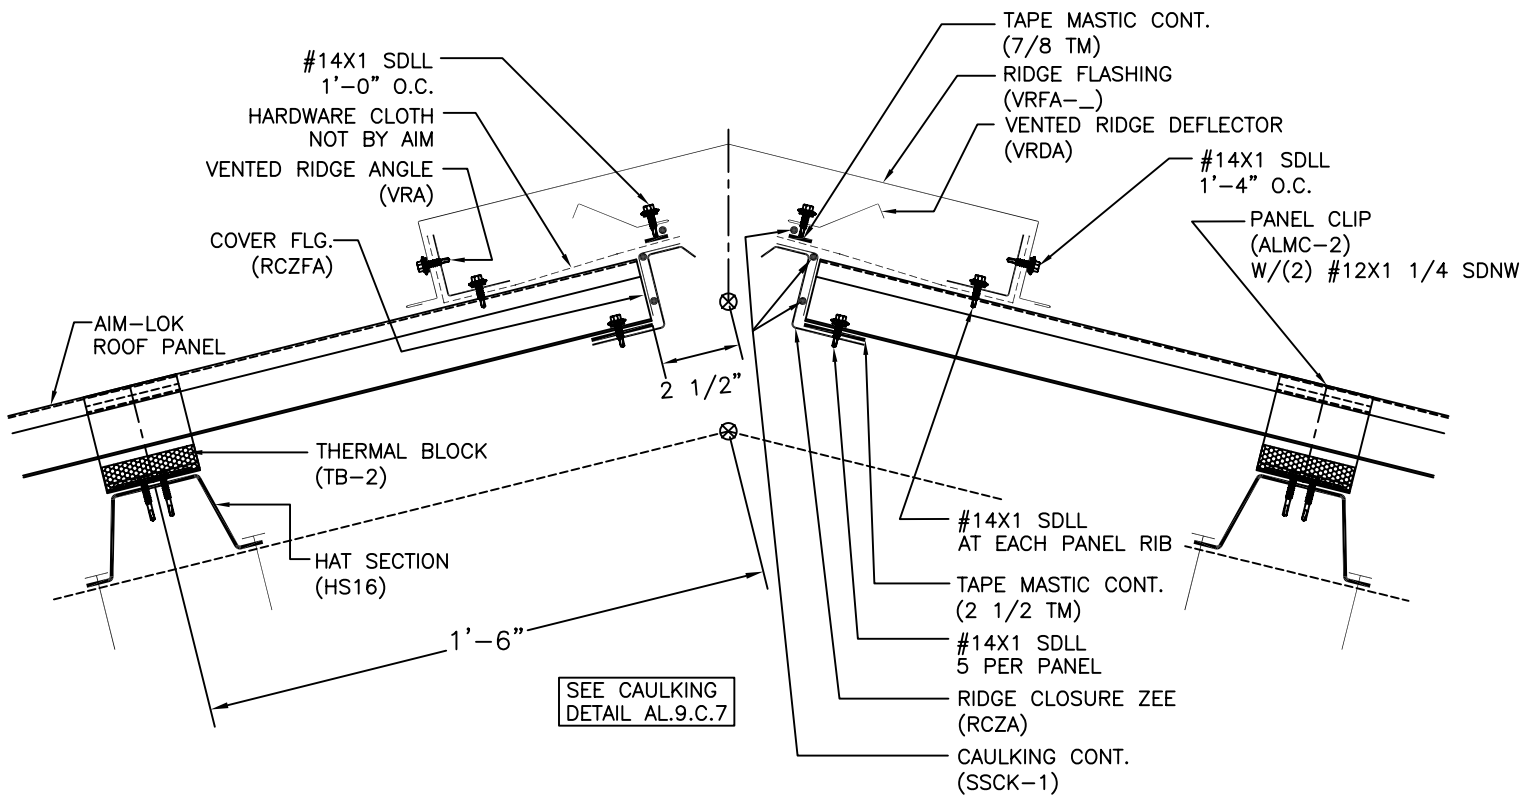 #14X1 SDLL
1'-0" O.C.
HARDWARE CLOTH
NOT BY AIM
VENTED RIDGE ANGLE
(VRA)
COVER FLG.
(RCZFA)
AIM-LOK
ROOF PANEL
THERMAL BLOCK
(TB-2)
HAT SECTION
(HS16)
TAPE MASTIC CONT.
(7/8 TM)
RIDGE FLASHING
(VRFA-_)
VENTED RIDGE DEFLECTOR
(VRDA)
#14X1 SDLL
1'-4" O.C.
PANEL CLIP
(ALMC-2)
W/(2) #12X1 1/4 SDNW
2 1/2"
1'-6"
SEE CAULKING
DETAIL AL.9.C.7
#14X1 SDLL
AT EACH PANEL RIB
TAPE MASTIC CONT.
(2 1/2 TM)
#14X1 SDLL
5 PER PANEL
RIDGE CLOSURE ZEE
(RCZA)
CAULKING CONT.
(SSCK-1)